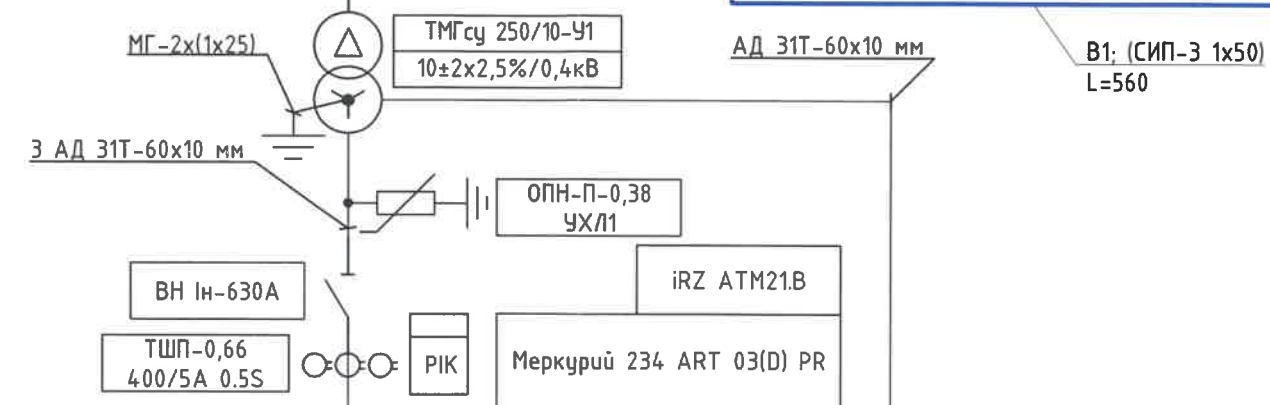 МГ-2х(1х25)
ТМГсу 250/10-У1
10±2х2,5%/0,4кВ
АД 31Т-60х10 мм
В1; (СИП-3 1х50)
L=560
3 АД 31Т-60х10 мм
ОПН-П-0,38
УХЛ1
ВН Iн-630А
iRZ ATM21.B
ТШП-0,66
400/5А 0.5S
PIK
Меркурий 234 ART 03(D) PR